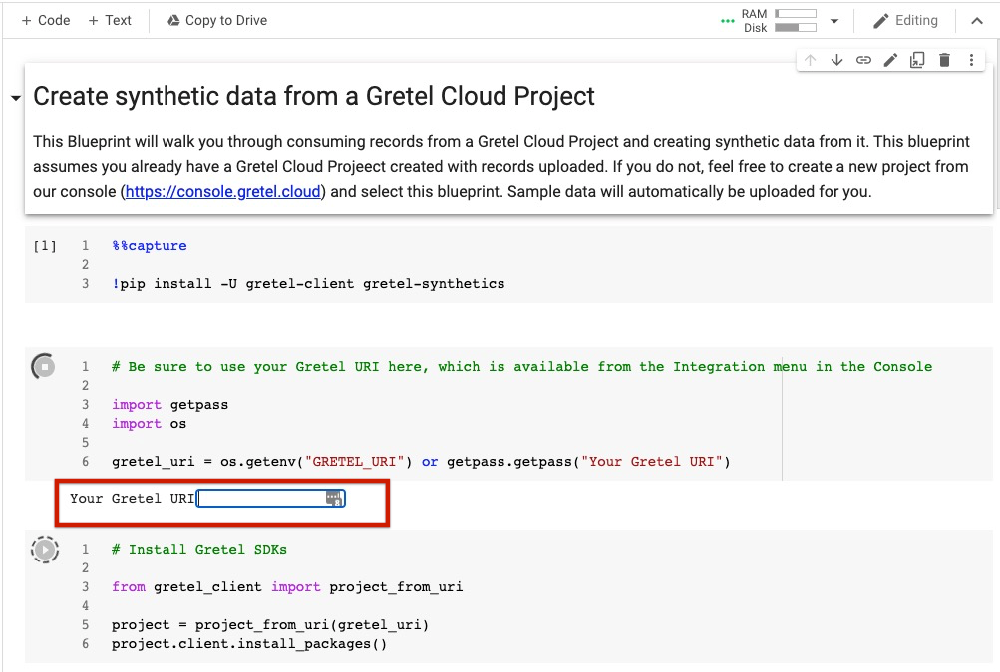 + Code + Text Copy to Drive RAM Disk Editing
Create synthetic data from a Gretel Cloud Project
This Blueprint will walk you through consuming records from a Gretel Cloud Project and creating synthetic data from it. This blueprint
assumes you already have a Gretel Cloud Projeect created with records uploaded. If you do not, feel free to create a new project from
our console (https://console.gretel.cloud) and select this blueprint. Sample data will automatically be uploaded for you.
[1] 1 %%capture
2
3 !pip install -U gretel-client gretel-synthetics
1 # Be sure to use your Gretel URI here, which is available from the Integration menu in the Console
2
3 import getpass
4 import os
5
6 gretel_uri = os.getenv("GRETEL_URI") or getpass.getpass("Your Gretel URI")
Your Gretel URI
1 # Install Gretel SDKs
2
3 from gretel_client import project_from_uri
4
5 project = project_from_uri(gretel_uri)
6 project.client.install_packages()